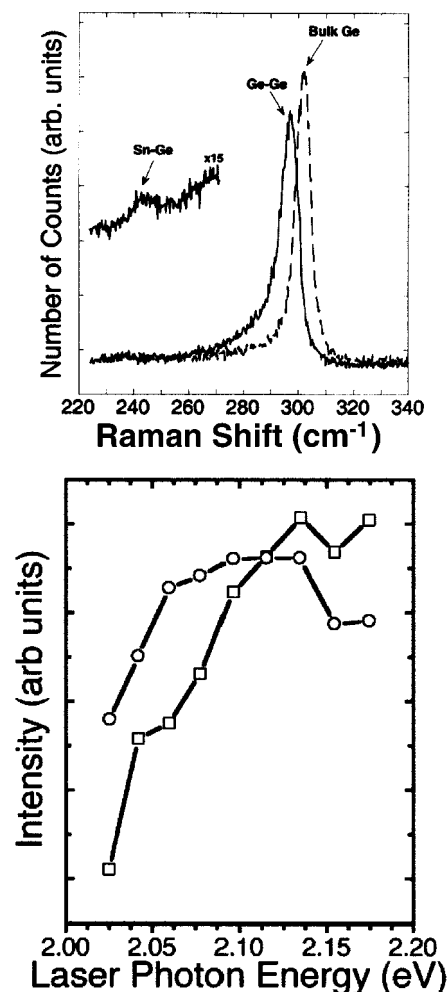 Bulk Ge
Ge-Ge
Sn-Ge
x15
Number of Counts (arb. units)
220 240 260 280 300 320 340
Raman Shift (cm-1)
Intensity (arb units)
2.00 2.05 2.10 2.15 2.20
Laser Photon Energy (eV)